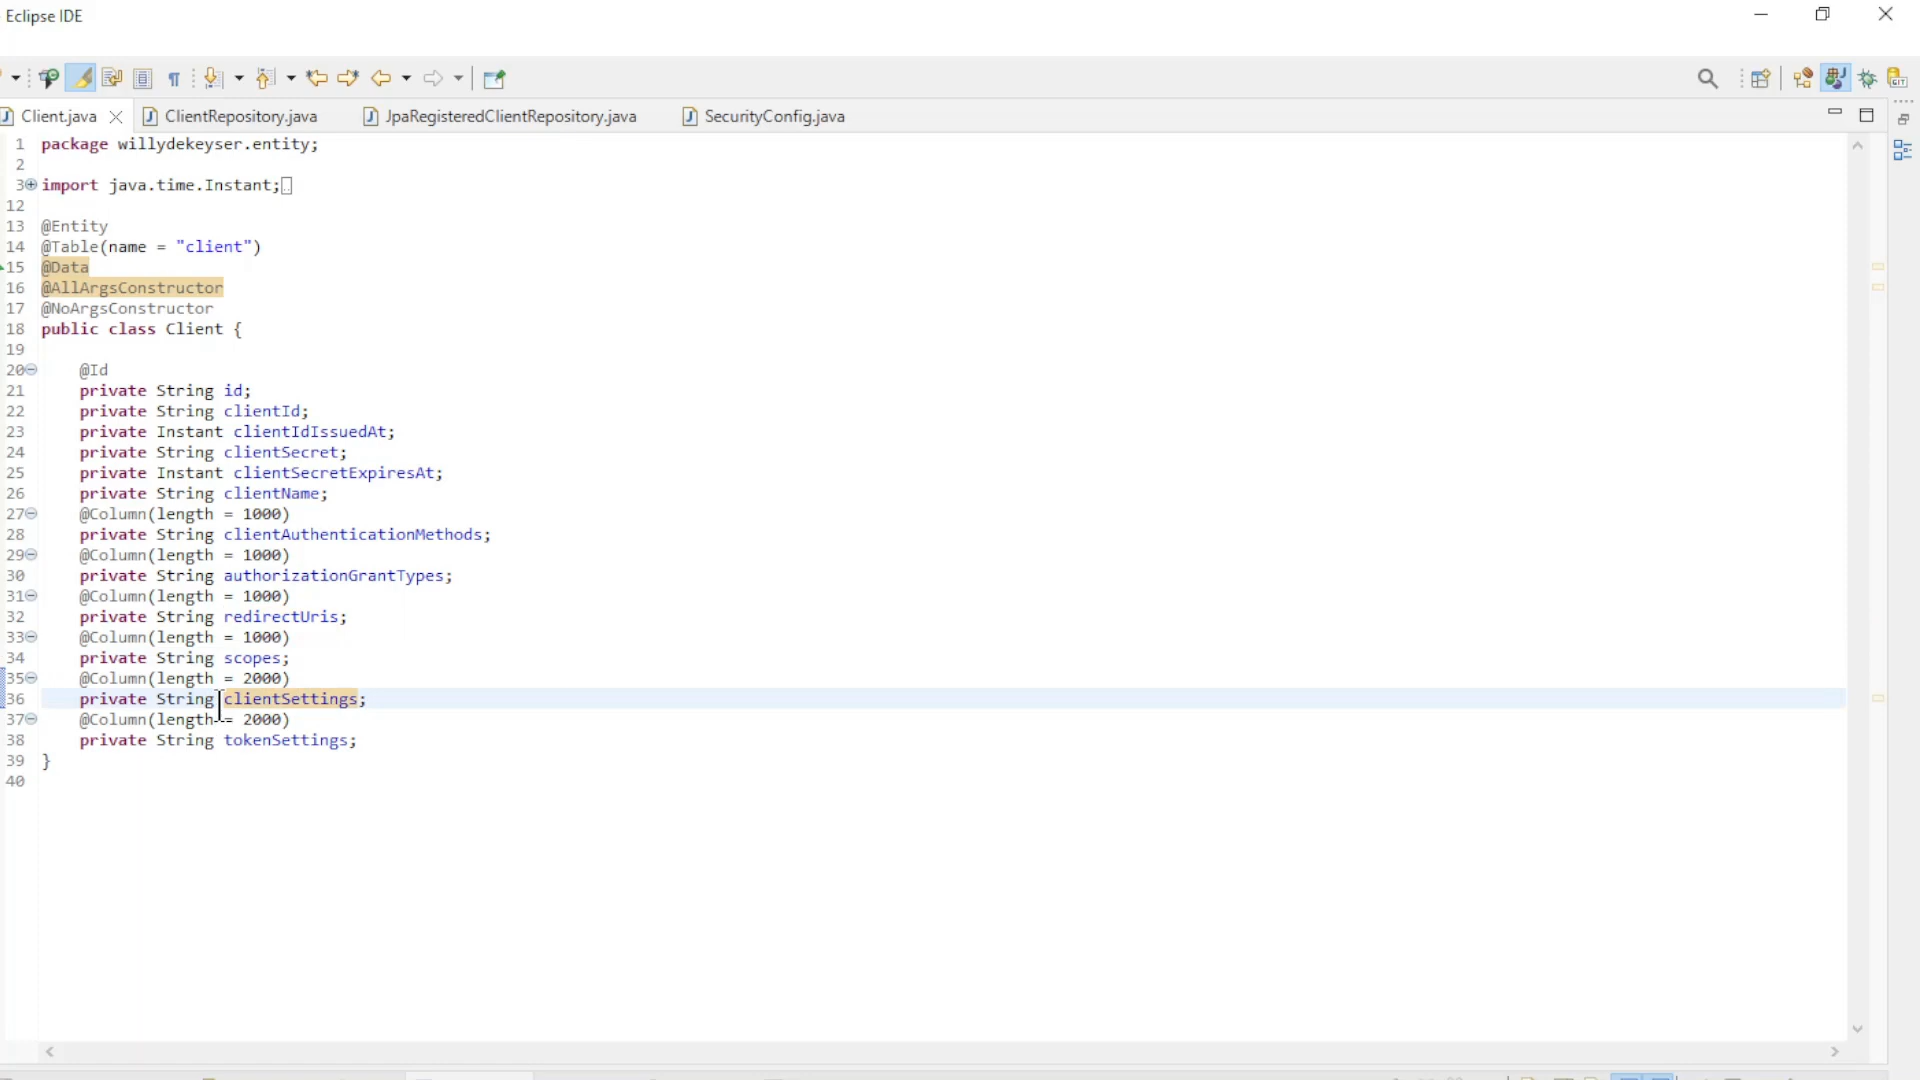 Eclipse IDE
Client.java ClientRepository.java JpaRegisteredClientRepository.java SecurityConfig.java
1 package willydekeyser.entity;
2
3 import java.time.Instant;
12
13 @Entity
14 @Table(name = "client")
15 @Data
16 @AllArgsConstructor
17 @NoArgsConstructor
18 public class Client {
19
20 @Id
21 private String id;
22 private String clientId;
23 private Instant clientIdIssuedAt;
24 private String clientSecret;
25 private Instant clientSecretExpiresAt;
26 private String clientName;
27 @Column(length = 1000)
28 private String clientAuthenticationMethods;
29 @Column(length = 1000)
30 private String authorizationGrantTypes;
31 @Column(length = 1000)
32 private String redirectUris;
33 @Column(length = 1000)
34 private String scopes;
35 @Column(length = 2000)
36 private String clientSettings;
37 @Column(length = 2000)
38 private String tokenSettings;
39 }
40